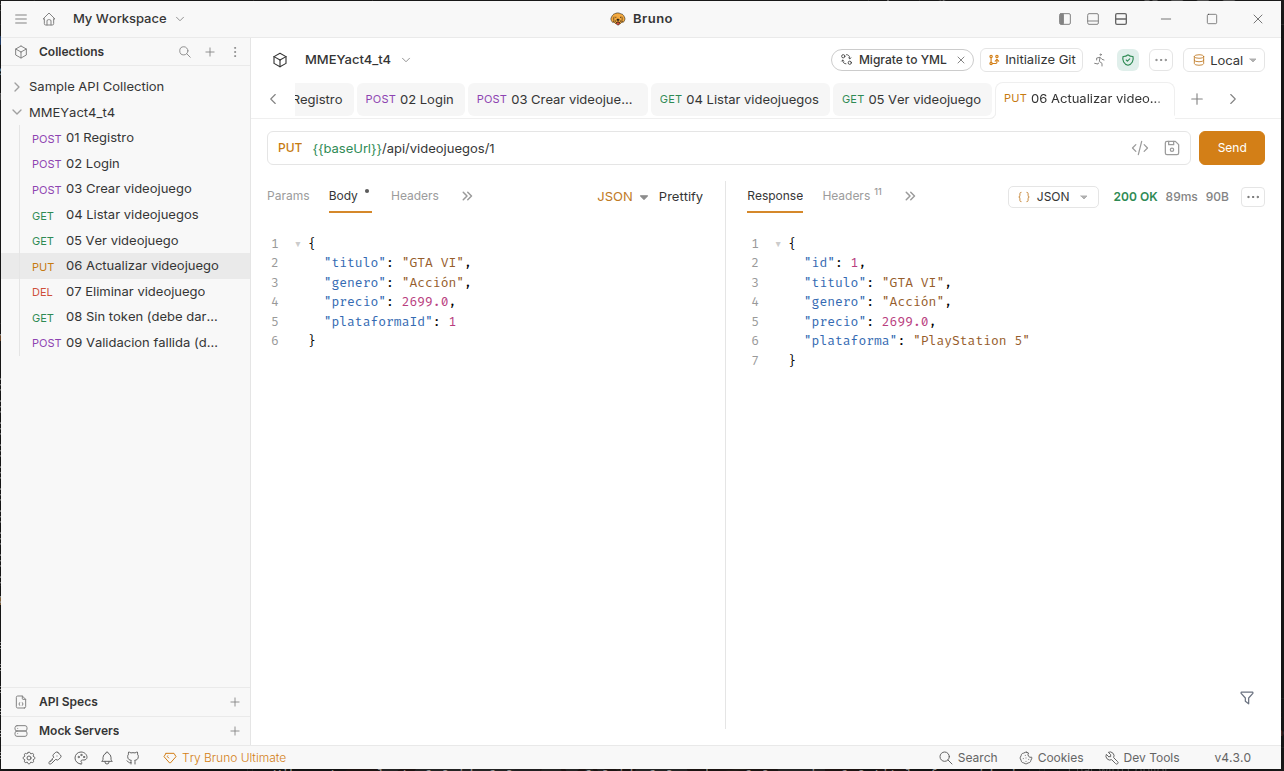 My Workspace
Bruno
Collections
MMEYact4_t4
Migrate to YML
Initialize Git
Local
Sample API Collection
MMEYact4_t4
POST 01 Registro
POST 02 Login
POST 03 Crear videojuego
GET 04 Listar videojuegos
GET 05 Ver videojuego
PUT 06 Actualizar videojuego
DEL 07 Eliminar videojuego
GET 08 Sin token (debe dar...
POST 09 Validacion fallida (d...
Registro
POST 02 Login
POST 03 Crear videojue...
GET 04 Listar videojuegos
GET 05 Ver videojuego
PUT 06 Actualizar video...
PUT {{baseUrl}}/api/videojuegos/1
Send
Params Body Headers JSON Prettify
1 {
2 "titulo": "GTA VI",
3 "genero": "Acción",
4 "precio": 2699.0,
5 "plataformaId": 1
6 }
Response Headers 11 { } JSON 200 OK 89ms 90B
1 {
2 "id": 1,
3 "titulo": "GTA VI",
4 "genero": "Acción",
5 "precio": 2699.0,
6 "plataforma": "PlayStation 5"
7 }
API Specs
Mock Servers
Try Bruno Ultimate
Search
Cookies
Dev Tools
v4.3.0